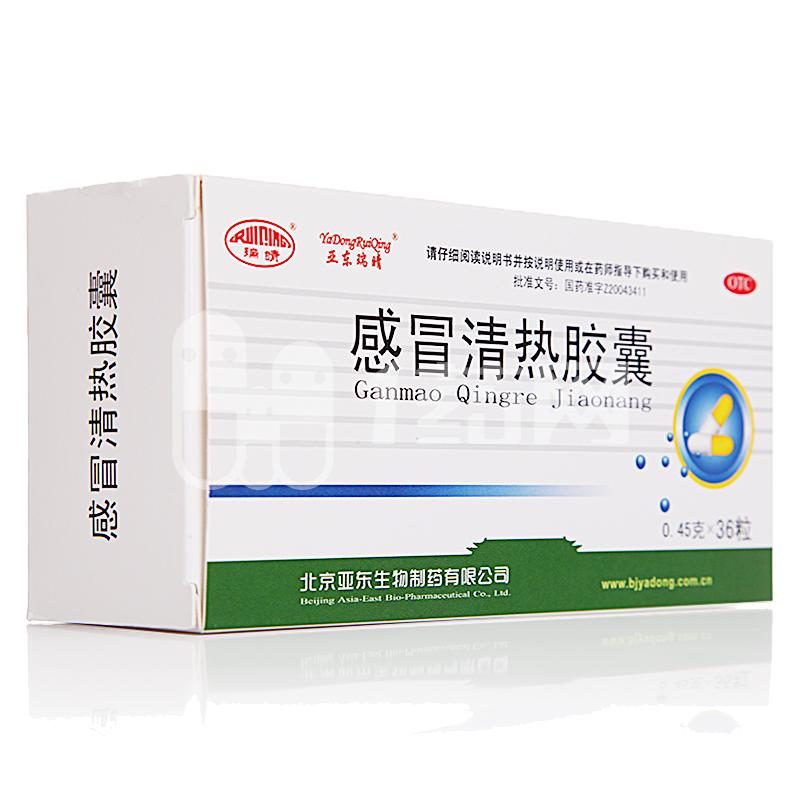 RUIQING®
瑞晴
YaDongRuiQing®
亚东瑞晴
请仔细阅读说明书并按说明使用或在药师指导下购买和使用
批准文号：国药准字Z20043411
OTC
感冒清热胶囊
Ganmao Qingre Jiaonang
0.45克×36粒
北京亚东生物制药有限公司
Beijing Asia-East Bio-Pharmaceutical Co., Ltd.
www.bjyadong.com.cn
感冒清热胶囊